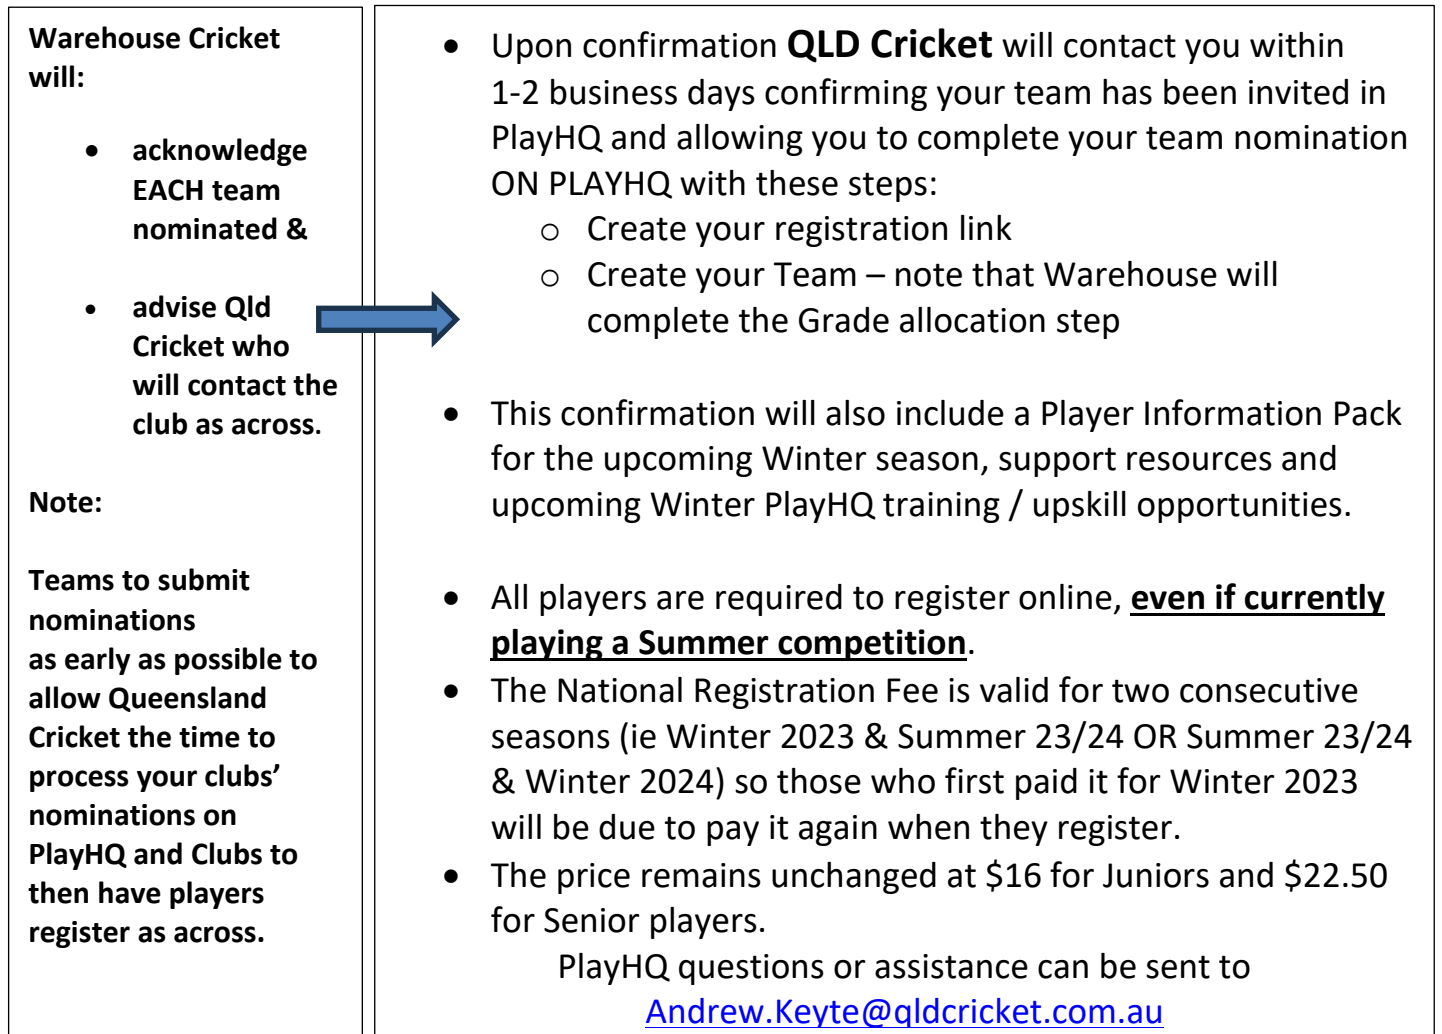 Warehouse Cricket
will:
• acknowledge
EACH team
nominated &
• advise Qld
Cricket who
will contact the
club as across.
Note:
Teams to submit
nominations
as early as possible to
allow Queensland
Cricket the time to
process your clubs’
nominations on
PlayHQ and Clubs to
then have players
register as across.
• Upon confirmation QLD Cricket will contact you within
1-2 business days confirming your team has been invited in
PlayHQ and allowing you to complete your team nomination
ON PLAYHQ with these steps:
o Create your registration link
o Create your Team – note that Warehouse will
complete the Grade allocation step
• This confirmation will also include a Player Information Pack
for the upcoming Winter season, support resources and
upcoming Winter PlayHQ training / upskill opportunities.
• All players are required to register online, even if currently
playing a Summer competition.
• The National Registration Fee is valid for two consecutive
seasons (ie Winter 2023 & Summer 23/24 OR Summer 23/24
& Winter 2024) so those who first paid it for Winter 2023
will be due to pay it again when they register.
• The price remains unchanged at $16 for Juniors and $22.50
for Senior players.
PlayHQ questions or assistance can be sent to
Andrew.Keyte@qldcricket.com.au